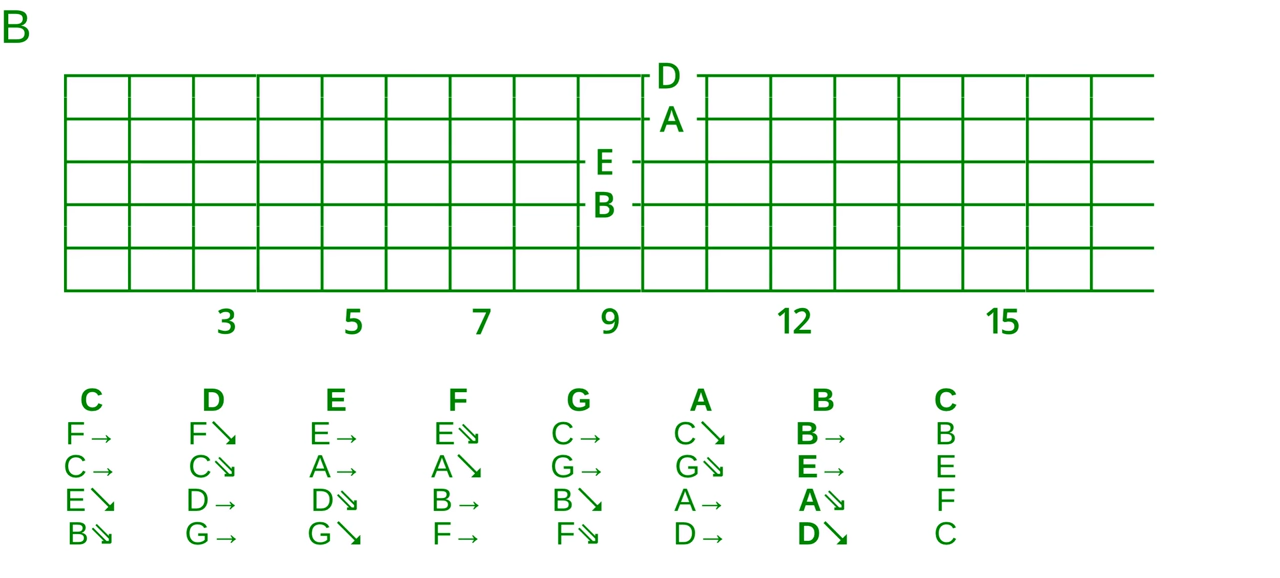 B
D
A
E
B
3 5 7 9 12 15
C D E F G A B C
F→ F↘ E→ E⇘ C→ C↘ B→ B
C→ C⇘ A→ A↘ G→ G⇘ E→ E
E↘ D→ D⇘ B→ B↘ A→ A⇘ F
B⇘ G→ G↘ F→ F⇘ D→ D↘ C